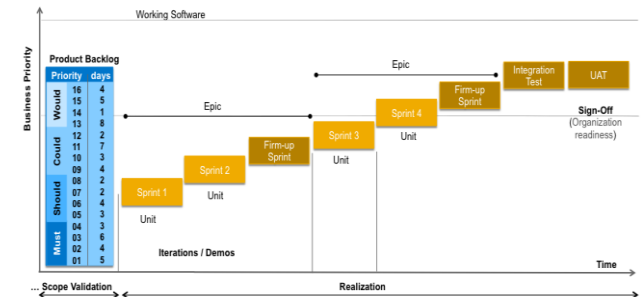 Working Software
Business Priority
Product Backlog
Priority days
Would
Could
Should
Must
16 4
15 5
14 1
13 8
12 2
11 7
10 3
09 4
08 2
07 2
06 4
05 3
04 3
03 6
02 4
01 5
Epic
Sprint 1
Unit
Sprint 2
Unit
Firm-up
Sprint
Iterations / Demos
Epic
Sprint 3
Unit
Sprint 4
Unit
Firm-up
Sprint
Integration
Test
UAT
Sign-Off
(Organization
readiness)
Time
... Scope Validation
Realization